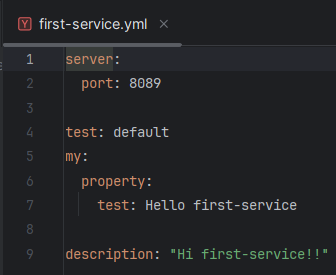 first-service.yml
1 server:
2   port: 8089
3
4 test: default
5 my:
6   property:
7     test: Hello first-service
8
9 description: "Hi first-service!!"